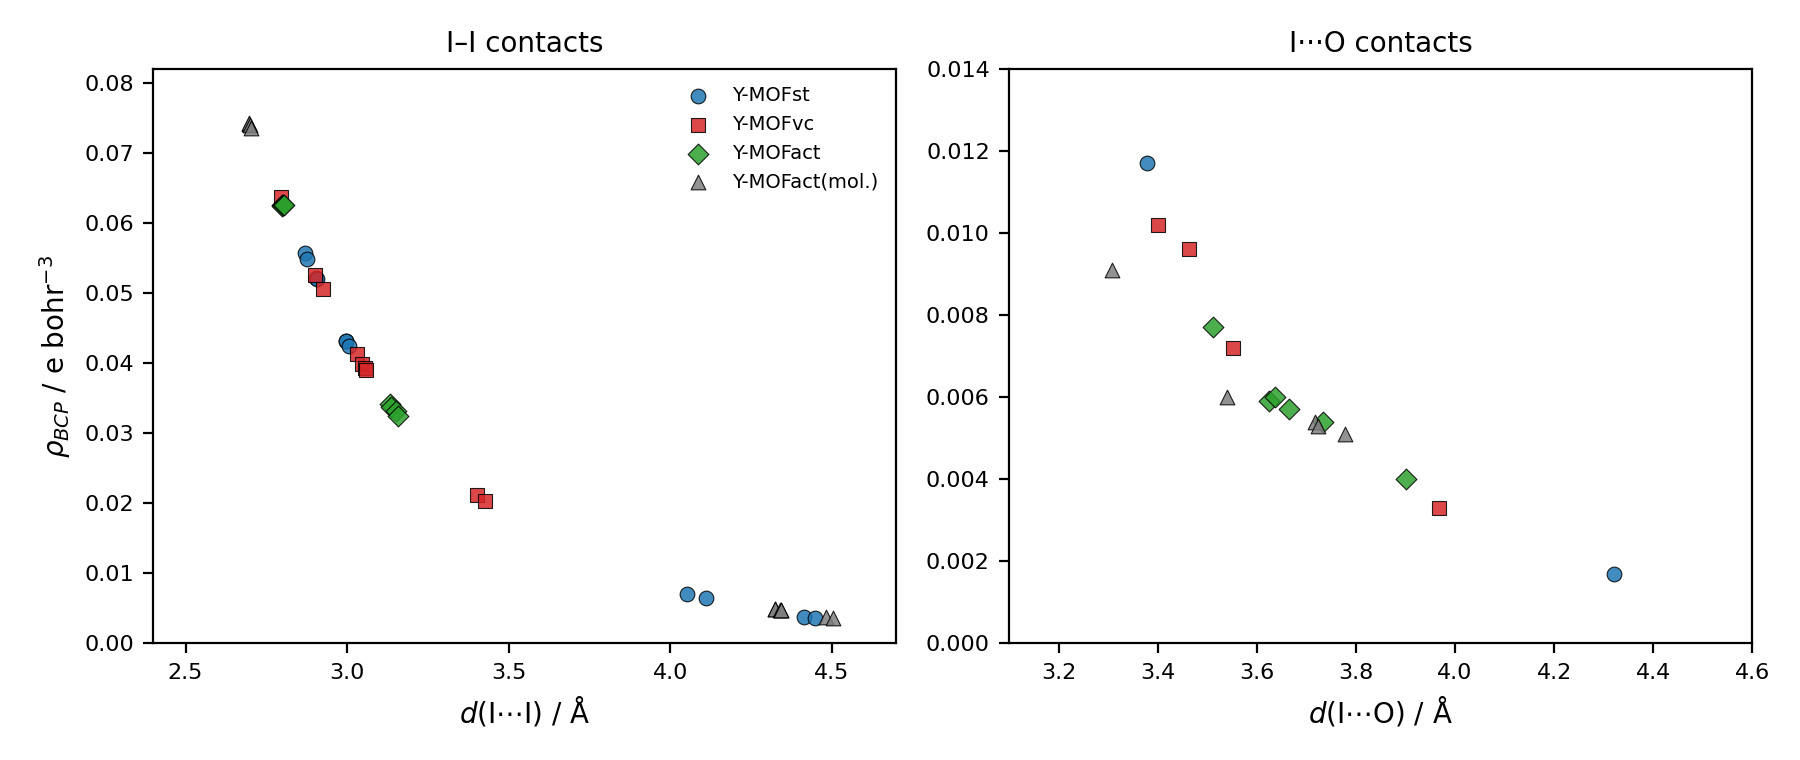 I–I contacts
I⋯O contacts
0.08
0.07
0.06
0.05
0.04
0.03
0.02
0.01
0.00
ρBCP / e bohr⁻³
Y-MOFst
Y-MOFvc
Y-MOFact
Y-MOFact(mol.)
2.5 3.0 3.5 4.0 4.5
d(I⋯I) / Å
0.014
0.012
0.010
0.008
0.006
0.004
0.002
0.000
3.2 3.4 3.6 3.8 4.0 4.2 4.4 4.6
d(I⋯O) / Å